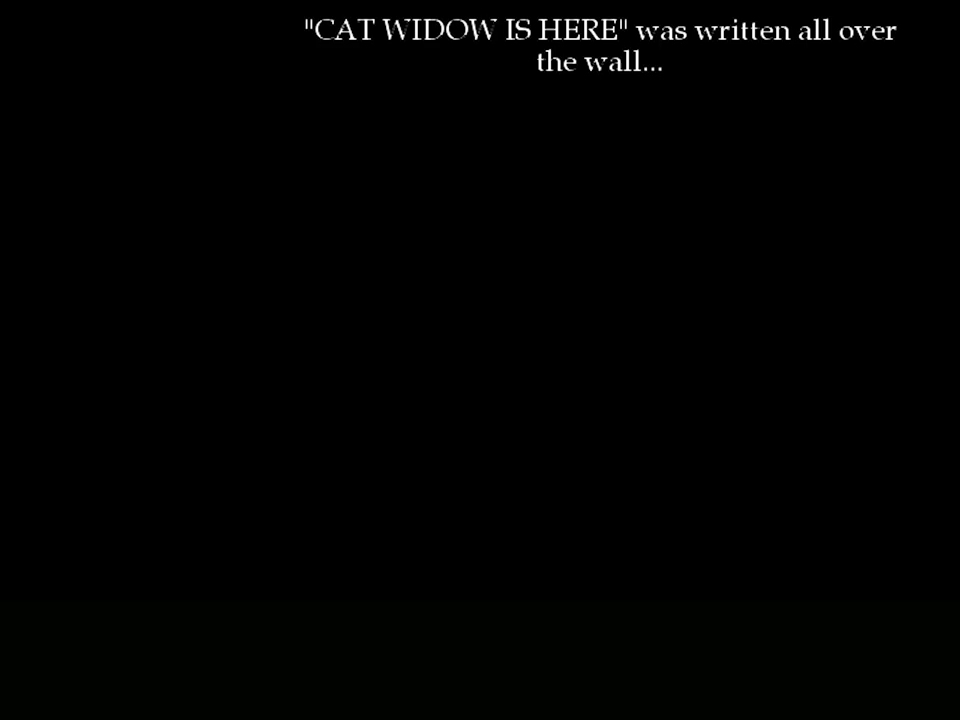 "CAT WIDOW IS HERE" was written all over
the wall...